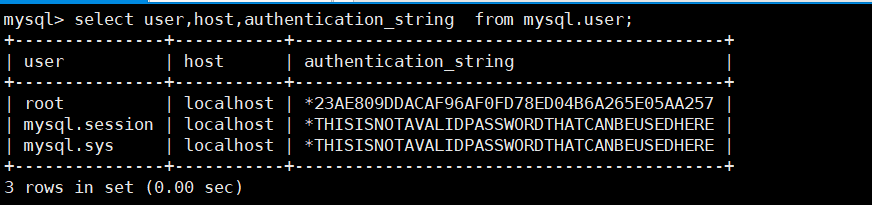 mysql> select user,host,authentication_string  from mysql.user;
+---------------+-----------+-------------------------------------------+
| user          | host      | authentication_string                     |
+---------------+-----------+-------------------------------------------+
| root          | localhost | *23AE809DDACAF96AF0FD78ED04B6A265E05AA257 |
| mysql.session | localhost | *THISISNOTAVALIDPASSWORDTHATCANBEUSEDHERE |
| mysql.sys     | localhost | *THISISNOTAVALIDPASSWORDTHATCANBEUSEDHERE |
+---------------+-----------+-------------------------------------------+
3 rows in set (0.00 sec)